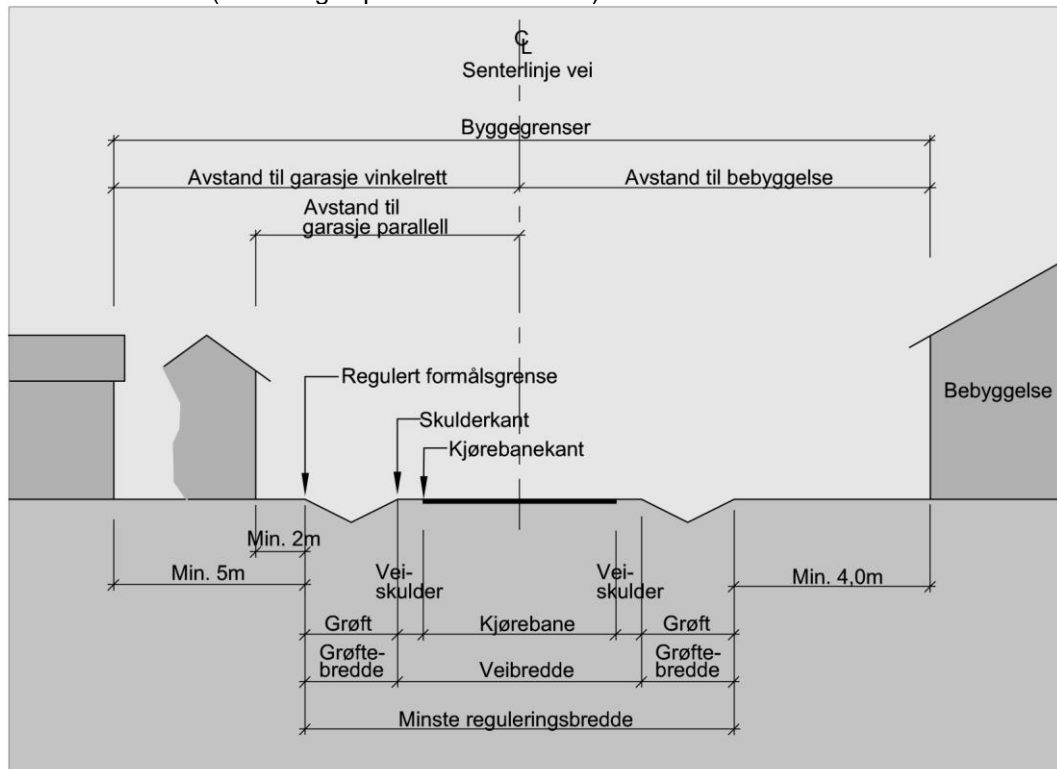 C
L
Senterlinje vei
Byggegrenser
Avstand til garasje vinkelrett
Avstand til bebyggelse
Avstand til
garasje parallell
Regulert formålsgrense
Bebyggelse
Skulderkant
Kjørebanekant
Min. 2m
Min. 5m
Vei-
skulder
Vei-
skulder
Min. 4,0m
Grøft
Kjørebane
Grøft
Grøfte-
bredde
Veibredde
Grøfte-
bredde
Minste reguleringsbredde